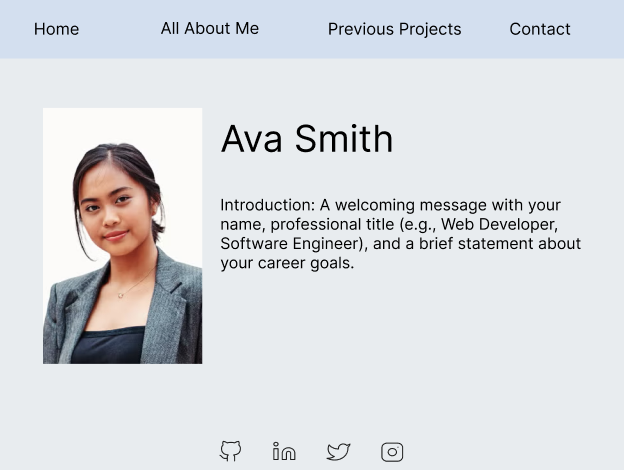 Home All About Me Previous Projects Contact
Ava Smith
Introduction: A welcoming message with your
name, professional title (e.g., Web Developer,
Software Engineer), and a brief statement about
your career goals.
in